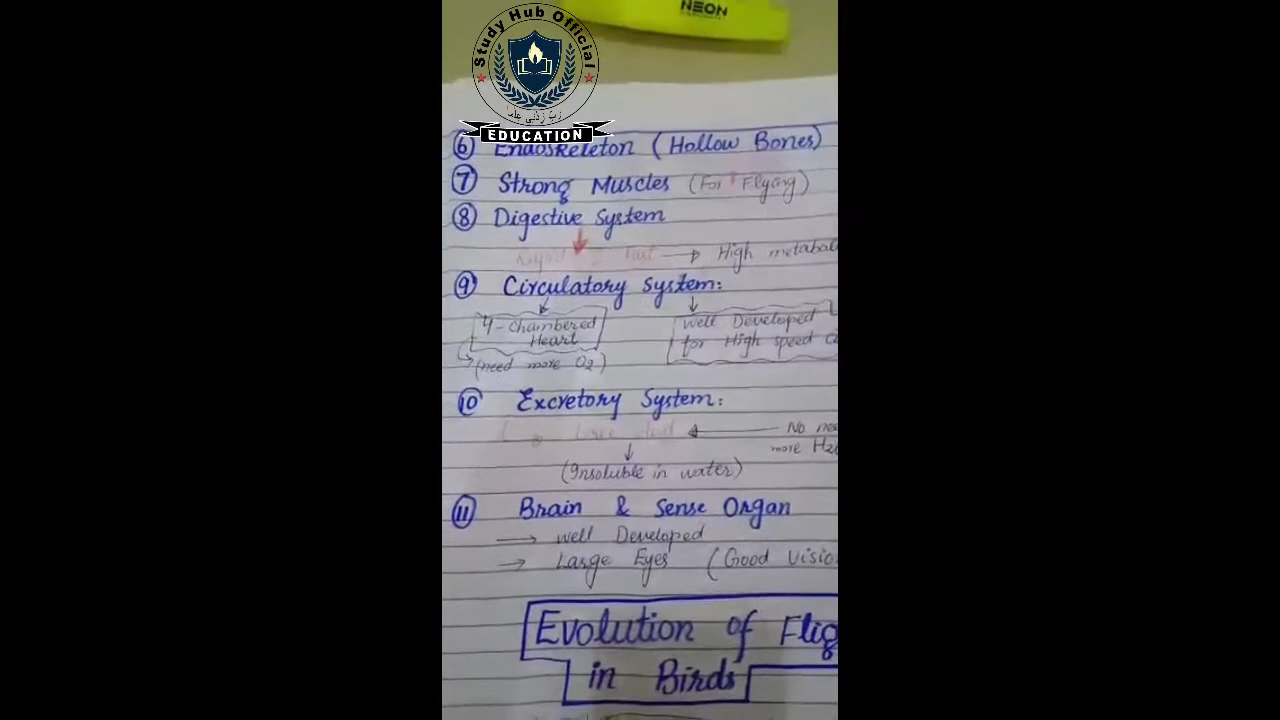 NEON
Study Hub Official
EDUCATION
6 Endoskeleton (Hollow Bones)
7 Strong Muscles (For Flying)
8 Digestive System
Fast → High metabal
9 Circulatory System:
4-Chambered
Heart
(need more O2)
well Developed
for High speed
10 Excretory System:
No nee
more H2
(Insoluble in water)
11 Brain & Sense Organ
→ well Developed
→ Large Eyes (Good Visio
Evolution of Flig
in Birds